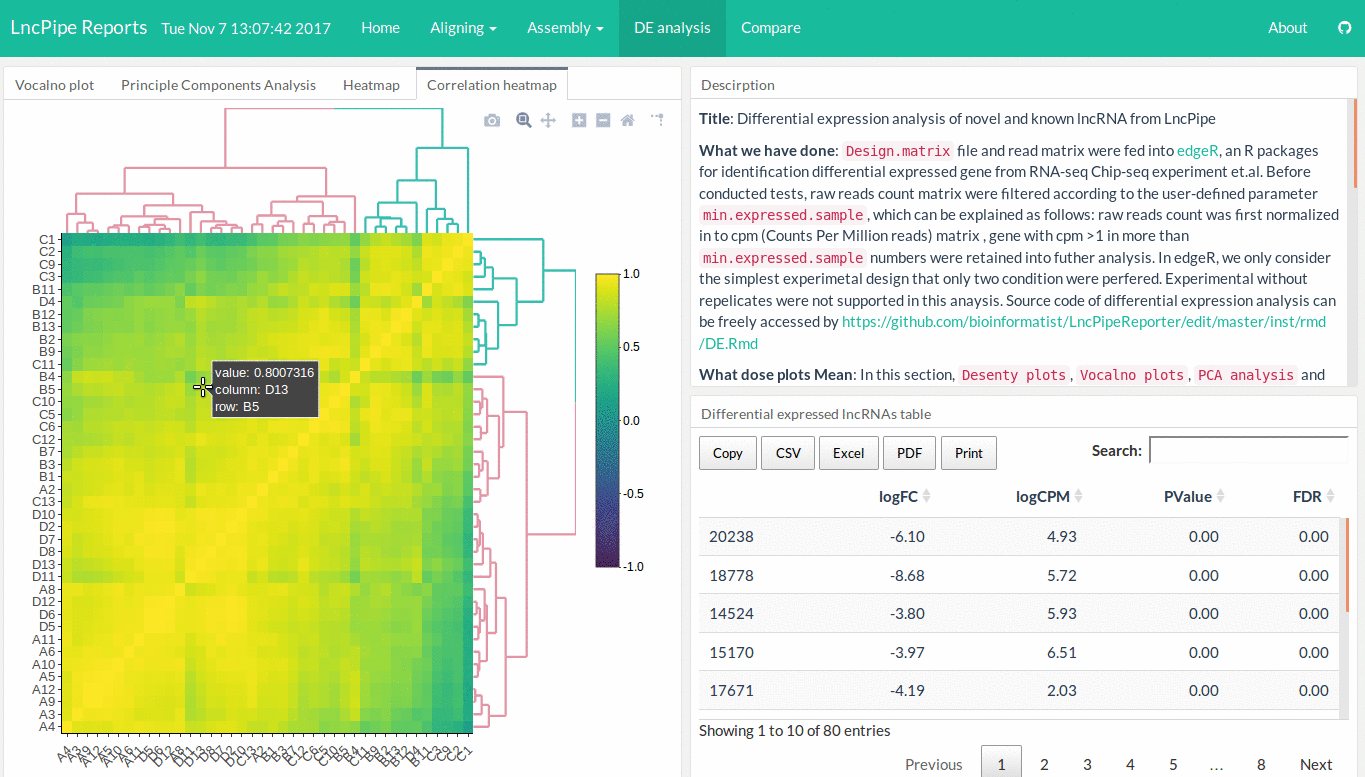 LncPipe Reports Tue Nov 7 13:07:42 2017 Home Aligning Assembly DE analysis Compare About
Vocalno plot Principle Components Analysis Heatmap Correlation heatmap
C1
C2
C9
C3
B11
D4
B12
B13
B2
B9
C11
B4
B5
C10
C5
C6
C12
B7
B3
B1
A2
C13
D10
D2
D7
D8
D13
D11
A8
D12
D6
D5
A11
A6
A10
A5
A12
A9
A3
A4
value: 0.8007316
column: D13
row: B5
1.0
0.5
0.0
-0.5
-1.0
Descirption
Title: Differential expression analysis of novel and known lncRNA from LncPipe
What we have done: Design.matrix file and read matrix were fed into edgeR, an R packages
for identification differential expressed gene from RNA-seq Chip-seq experiment et.al. Before
conducted tests, raw reads count matrix were filtered according to the user-defined parameter
min.expressed.sample, which can be explained as follows: raw reads count was first normalized
in to cpm (Counts Per Million reads) matrix , gene with cpm >1 in more than
min.expressed.sample numbers were retained into futher analysis. In edgeR, we only consider
the simplest experimetal design that only two condition were perfered. Experimental without
repelicates were not supported in this anaysis. Source code of differential expression analysis can
be freely accessed by https://github.com/bioinformatist/LncPipeReporter/edit/master/inst/rmd
/DE.Rmd
What dose plots Mean: In this section, Desenty plots, Vocalno plots, PCA analysis and
Differential expressed lncRNAs table
Copy CSV Excel PDF Print Search:
logFC logCPM PValue FDR
20238 -6.10 4.93 0.00 0.00
18778 -8.68 5.72 0.00 0.00
14524 -3.80 5.93 0.00 0.00
15170 -3.97 6.51 0.00 0.00
17671 -4.19 2.03 0.00 0.00
Showing 1 to 10 of 80 entries
Previous 1 2 3 4 5 … 8 Next